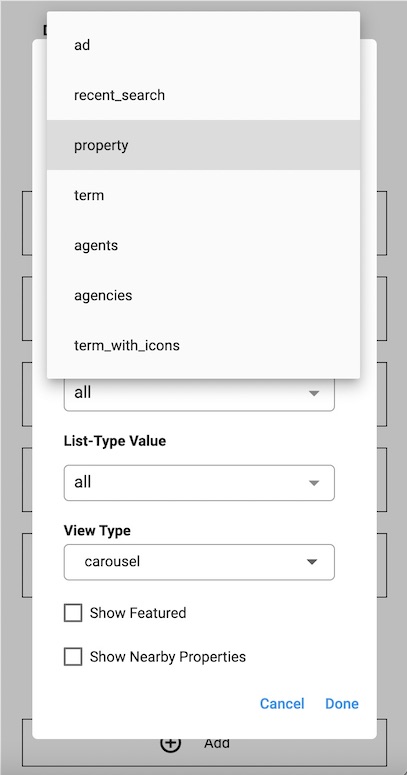 ad
recent_search
property
term
agents
agencies
term_with_icons
all
List-Type Value
all
View Type
carousel
Show Featured
Show Nearby Properties
Cancel Done
Add